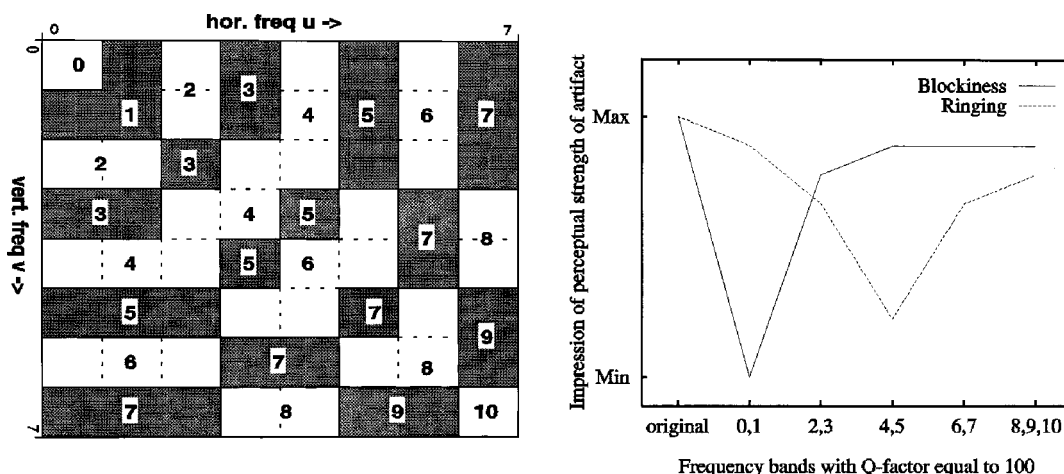 hor. freq u ->
0 7
0
0 1 2 3 4 5 6 7
2 3
3 4 5 7 8
4 5 6
5 7 9
6 7 8
7 8 9 10
vert. freq v ->
7
Impression of perceptual strength of artifact
Blockiness
Ringing
Max
Min
original 0,1 2,3 4,5 6,7 8,9,10
Frequency bands with Q-factor equal to 100